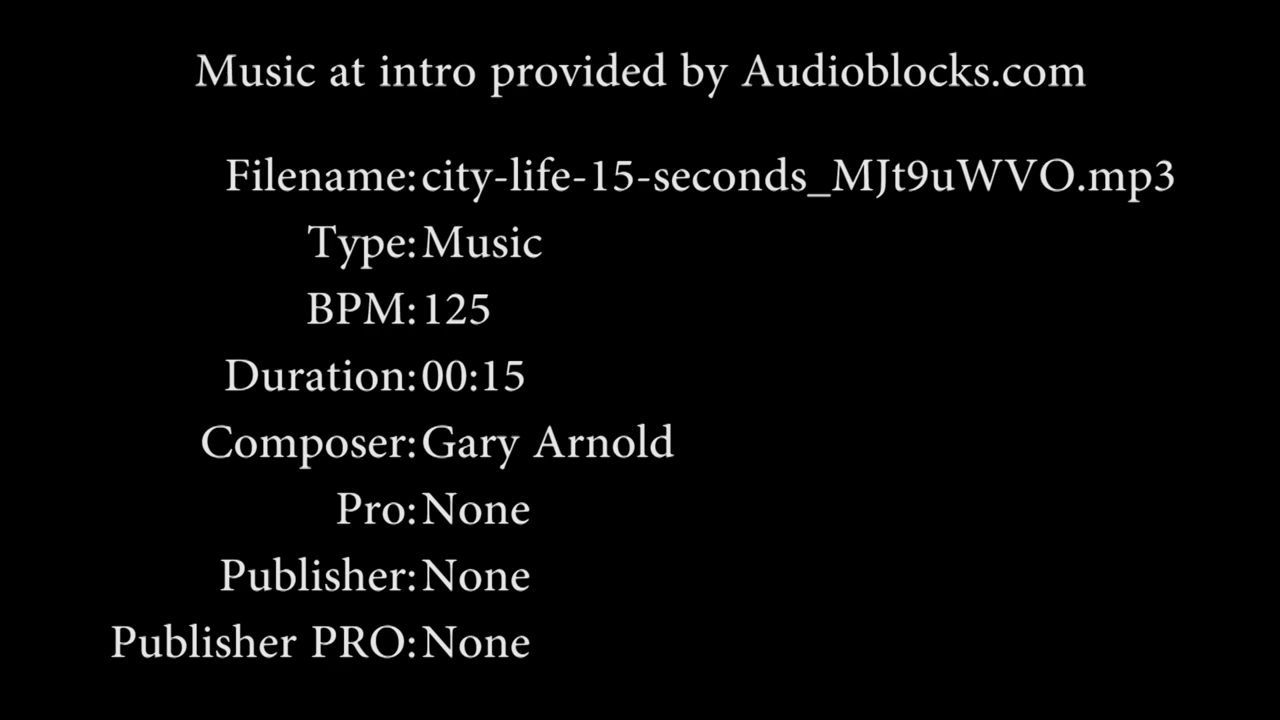 Music at intro provided by Audioblocks.com
Filename: city-life-15-seconds_MJt9uWVO.mp3
Type: Music
BPM: 125
Duration: 00:15
Composer: Gary Arnold
Pro: None
Publisher: None
Publisher PRO: None